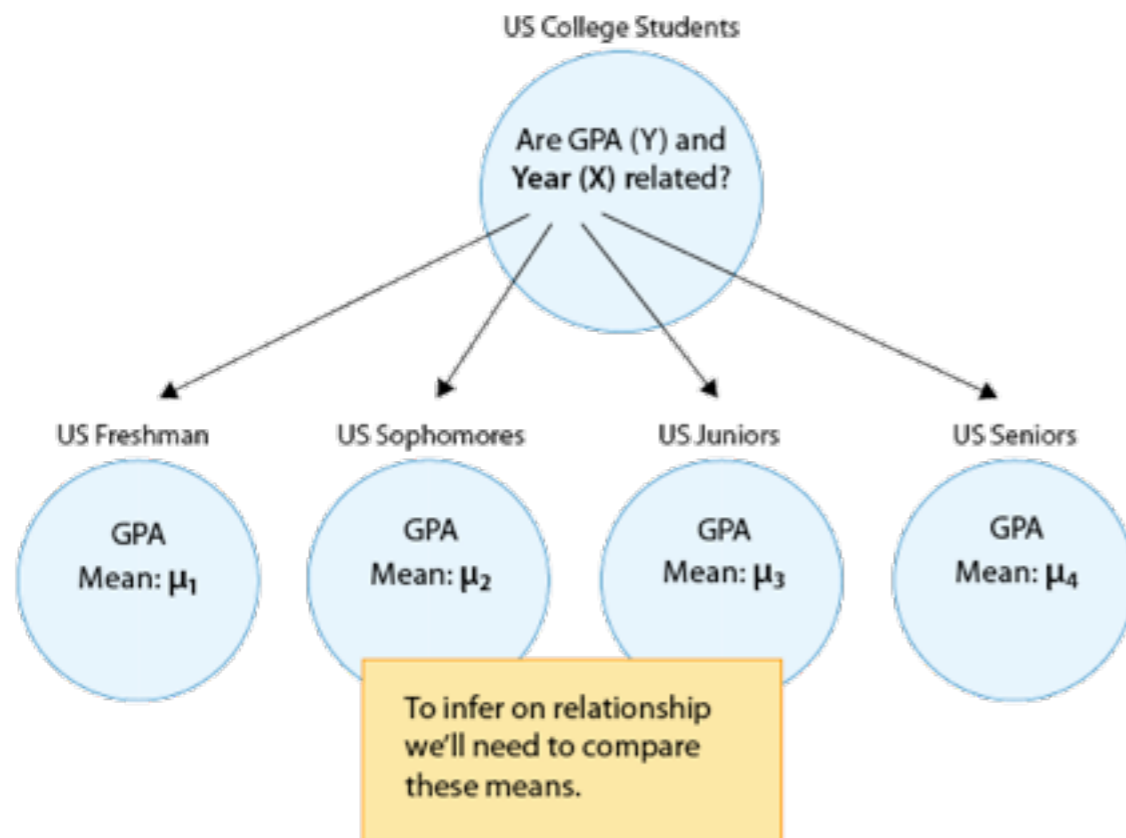 US College Students
Are GPA (Y) and
Year (X) related?
US Freshman
US Sophomores
US Juniors
US Seniors
GPA
Mean: μ₁
GPA
Mean: μ₂
GPA
Mean: μ₃
GPA
Mean: μ₄
To infer on relationship
we'll need to compare
these means.